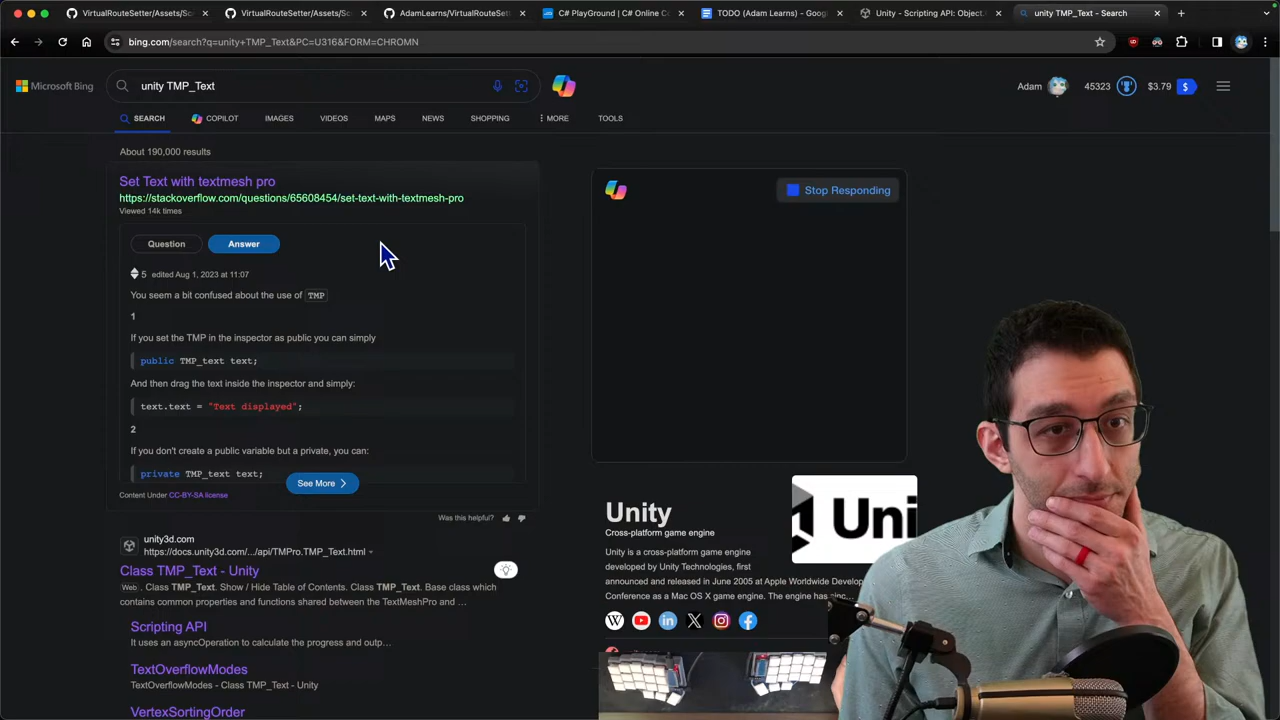 VirtualRouteSetter/Assets/Sc
VirtualRouteSetter/Assets/Sc
AdamLearns/VirtualRouteSette
C# PlayGround | C# Online C
TODO (Adam Learns) - Googl
Unity - Scripting API: Object.
unity TMP_Text - Search
bing.com/search?q=unity+TMP_Text&PC=U316&FORM=CHROMN
Microsoft Bing
unity TMP_Text
Adam
45323
$3.79
$
SEARCH
COPILOT
IMAGES
VIDEOS
MAPS
NEWS
SHOPPING
MORE
TOOLS
About 190,000 results
Set Text with textmesh pro
https://stackoverflow.com/questions/65608454/set-text-with-textmesh-pro
Viewed 14k times
Question
Answer
5 edited Aug 1, 2023 at 11:07
You seem a bit confused about the use of TMP
1
If you set the TMP in the inspector as public you can simply
public TMP_text text;
And then drag the text inside the inspector and simply:
text.text = "Text displayed";
2
If you don't create a public variable but a private, you can:
private TMP_text text;
See More
Content Under CC-BY-SA license
Was this helpful?
unity3d.com
https://docs.unity3d.com/.../api/TMPro.TMP_Text.html
Class TMP_Text - Unity
Web . Class TMP_Text. Show / Hide Table of Contents. Class TMP_Text. Base class which
contains common properties and functions shared between the TextMeshPro and …
Scripting API
It uses an asyncOperation to calculate the progress and outp…
TextOverflowModes
TextOverflowModes - Class TMP_Text - Unity
VertexSortingOrder
Stop Responding
Uni
Unity
Cross-platform game engine
Unity is a cross-platform game engine
developed by Unity Technologies, first
announced and released in June 2005 at Apple Worldwide Develop
Conference as a Mac OS X game engine. The engine has